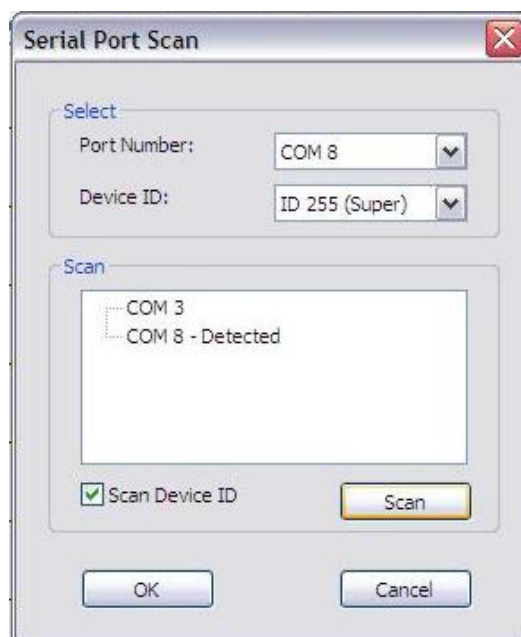 Serial Port Scan
Select
Port Number: COM 8
Device ID: ID 255 (Super)
Scan
COM 3
COM 8 - Detected
Scan Device ID Scan
OK Cancel